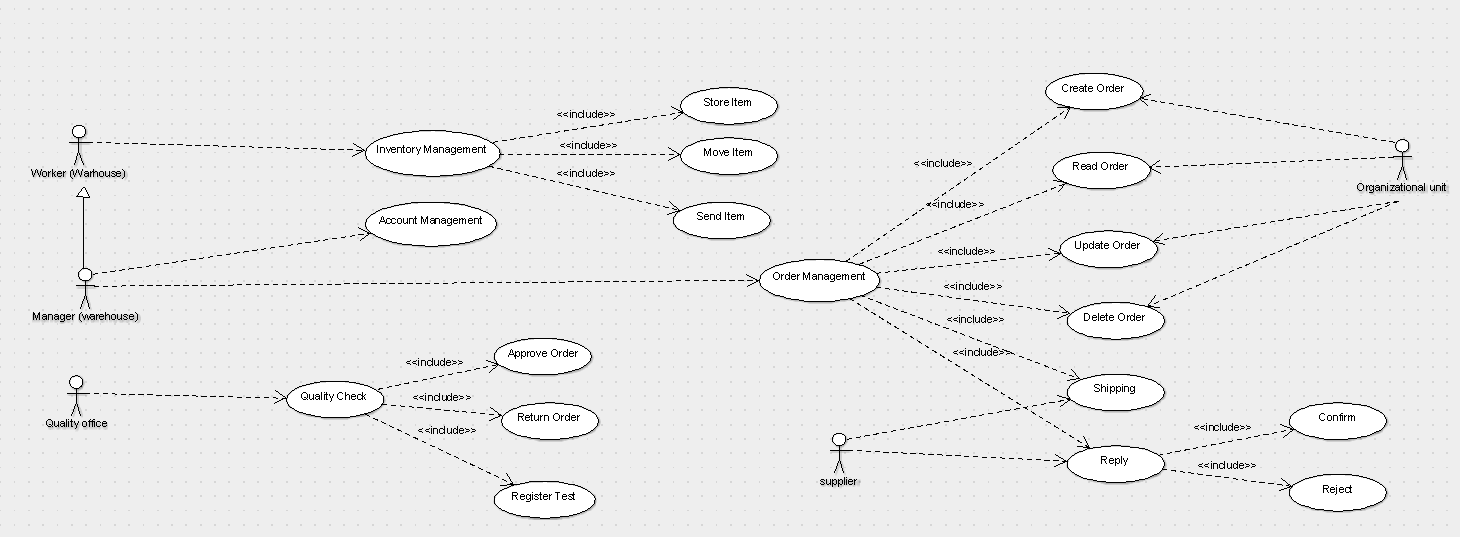 Create Order
Store Item
<<include>>
Worker (Warhouse)
Inventory Management
<<include>>
Move Item
<<include>>
Read Order
Organizational unit
<<include>>
Send Item
<<include>>
Account Management
Update Order
<<include>>
Order Management
<<include>>
Manager (warehouse)
Delete Order
<<include>>
Approve Order
<<include>>
<<include>>
Quality office
Quality Check
<<include>>
Shipping
Return Order
<<include>>
Confirm
<<include>>
supplier
Reply
<<include>>
Register Test
Reject